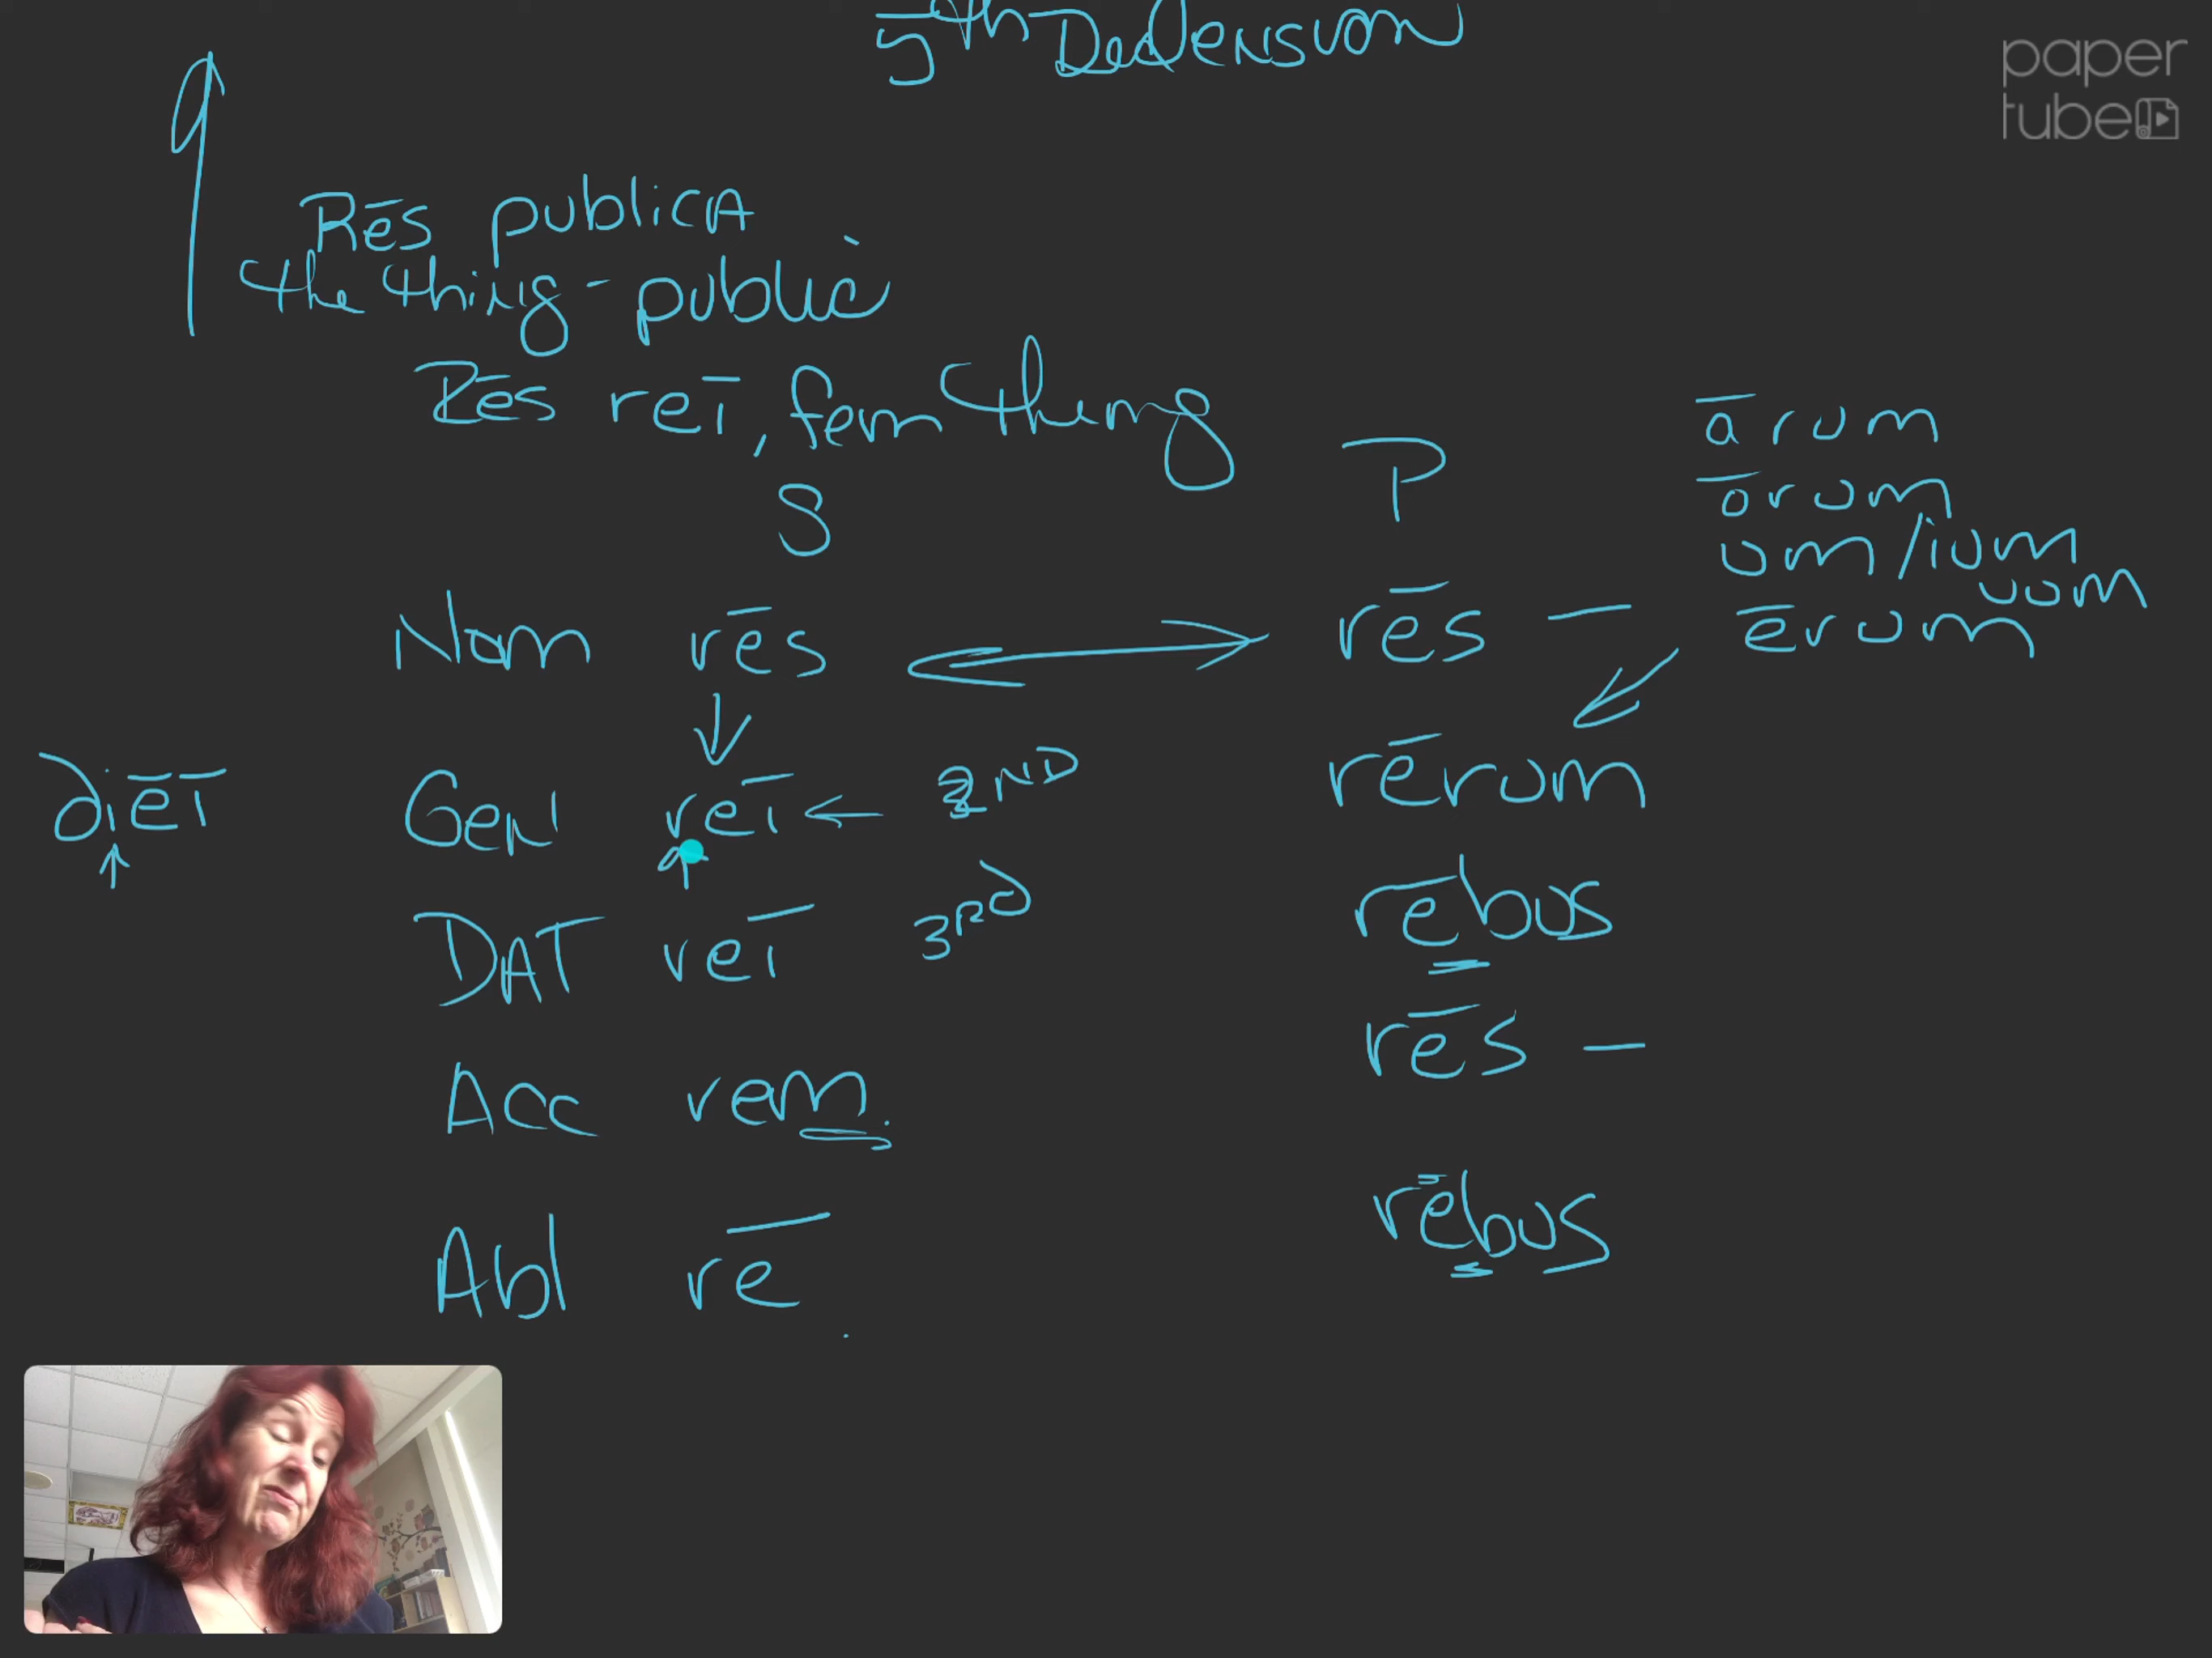 5th Declension
paper
tube
Rēs publica
the thing-public
Rēs reī, fem thing
S P
ārum
ōrum
um/ium
uum
ērum
Nom rēs rēs
diēī Gen reī 2ND rērum
DAT reī 3RD rēbus
Acc rem rēs
Abl rē rēbus